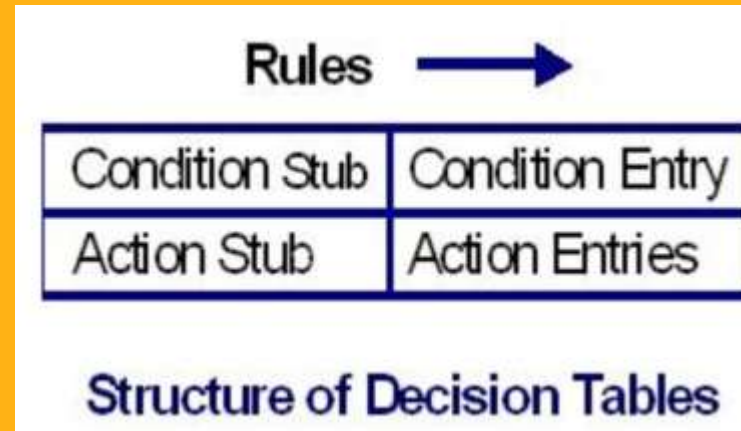 Rules
Condition Stub Condition Entry
Action Stub Action Entries
Structure of Decision Tables